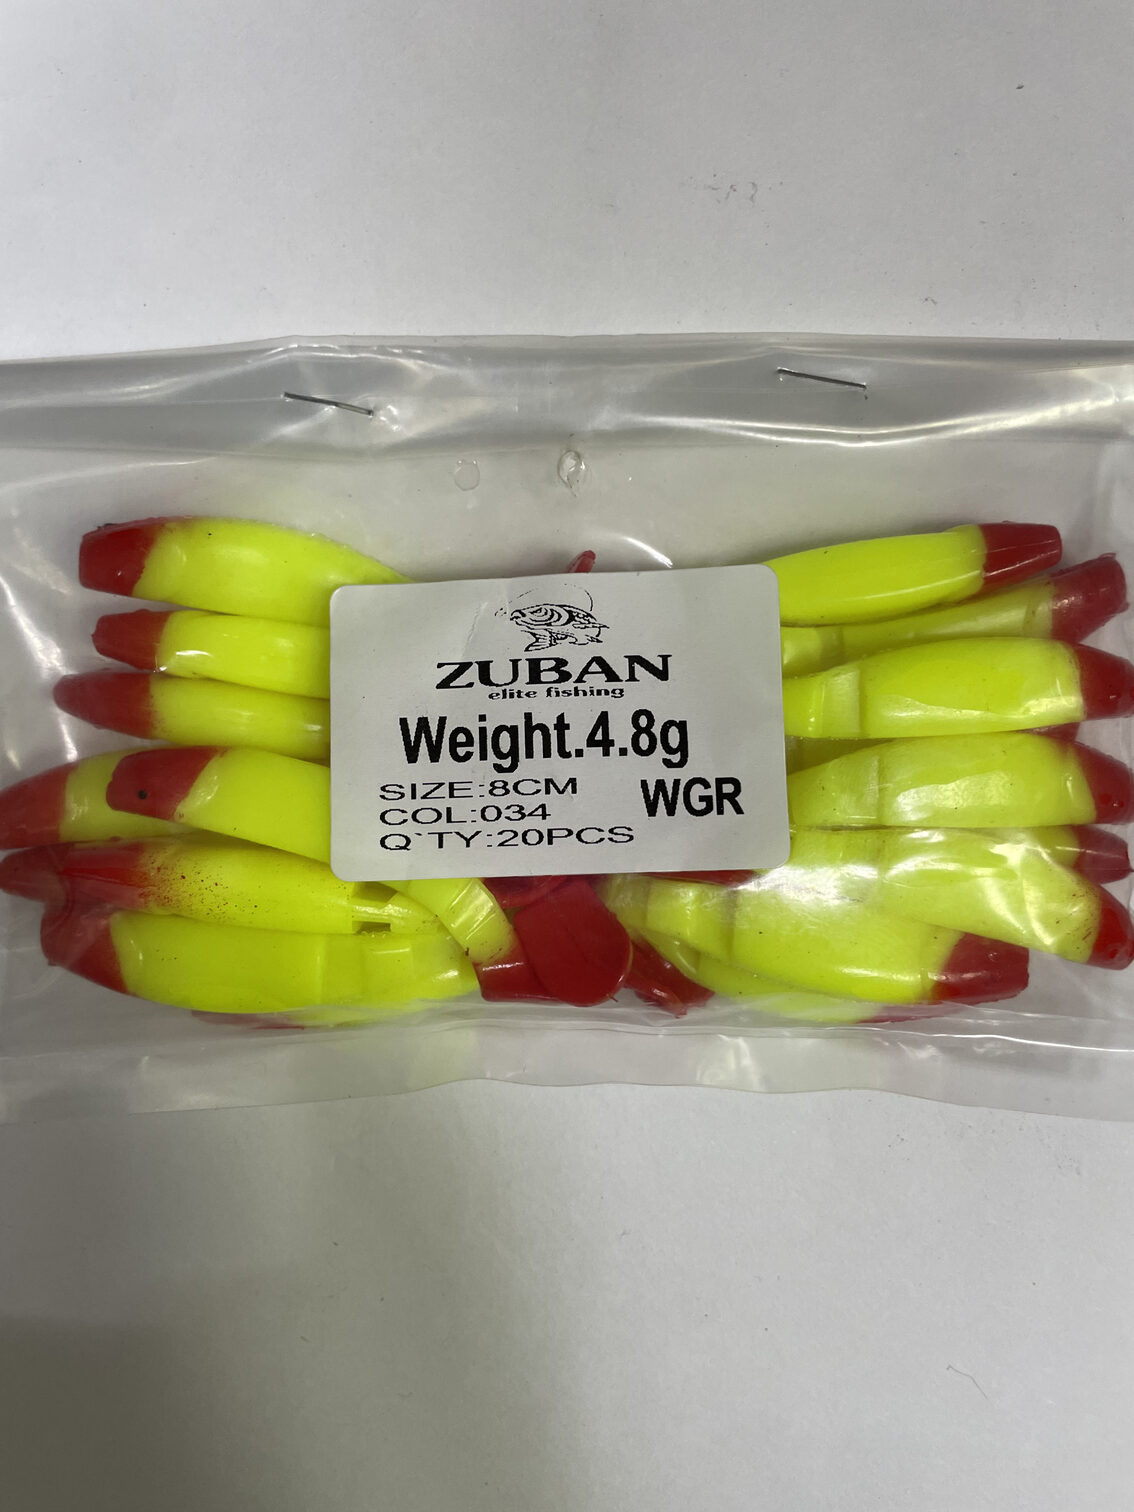 ZUBAN
elite fishing
Weight.4.8g
SIZE:8CM
WGR
COL:034
Q`TY:20PCS